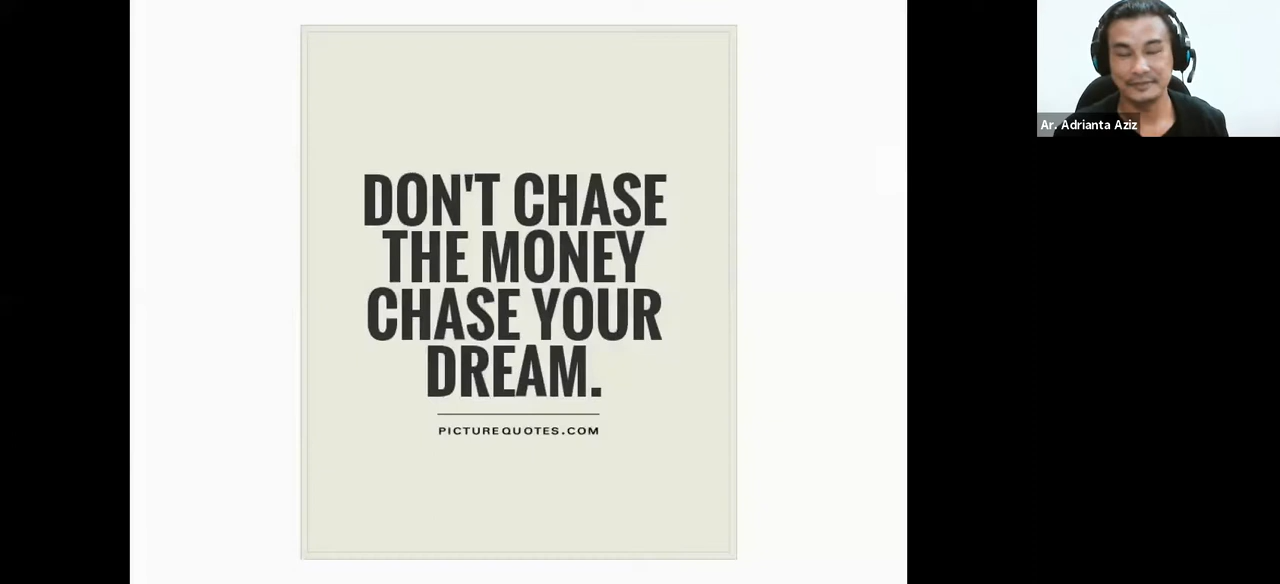 DON'T CHASE
THE MONEY
CHASE YOUR
DREAM.
PICTUREQUOTES.COM
Ar. Adrianta Aziz